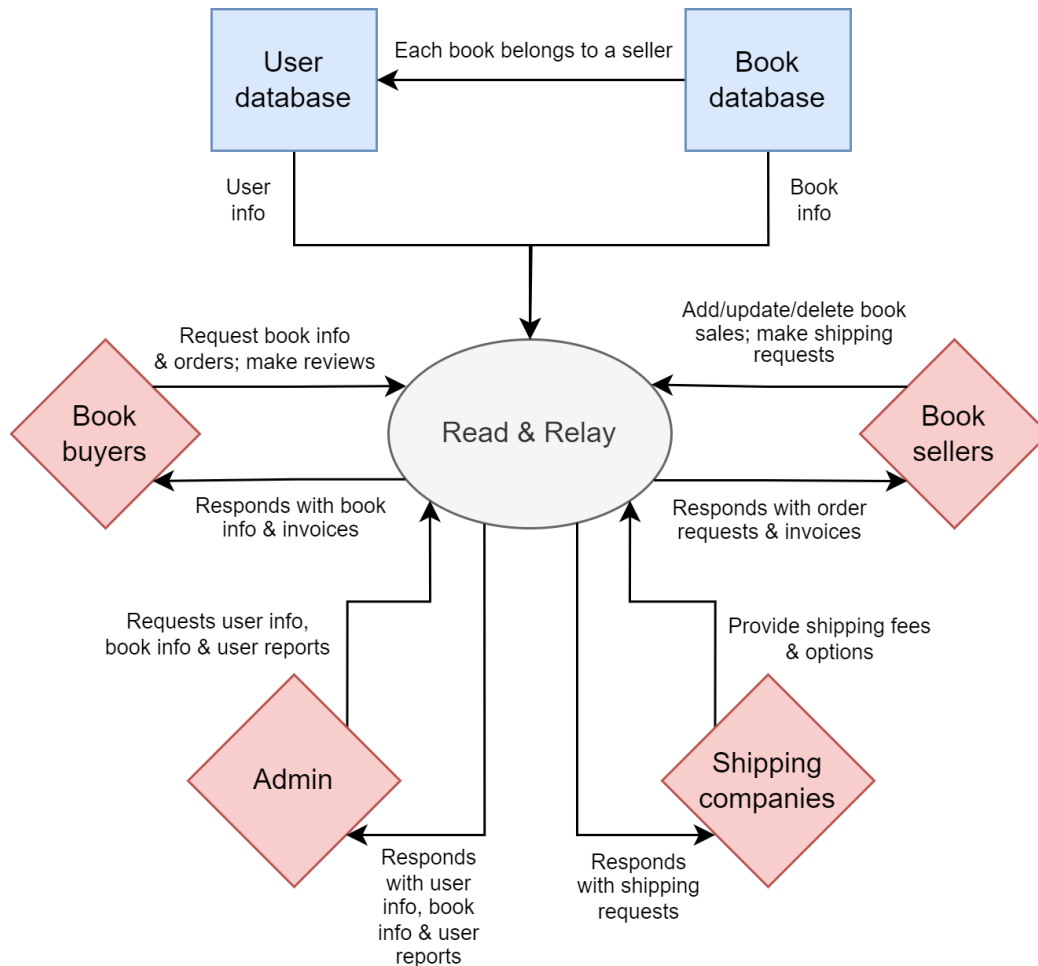 Each book belongs to a seller
User
database
Book
database
User
info
Book
info
Request book info
& orders; make reviews
Add/update/delete book
sales; make shipping
requests
Book
buyers
Read & Relay
Book
sellers
Responds with book
info & invoices
Responds with order
requests & invoices
Requests user info,
book info & user reports
Provide shipping fees
& options
Admin
Shipping
companies
Responds
with user
info, book
info & user
reports
Responds
with shipping
requests